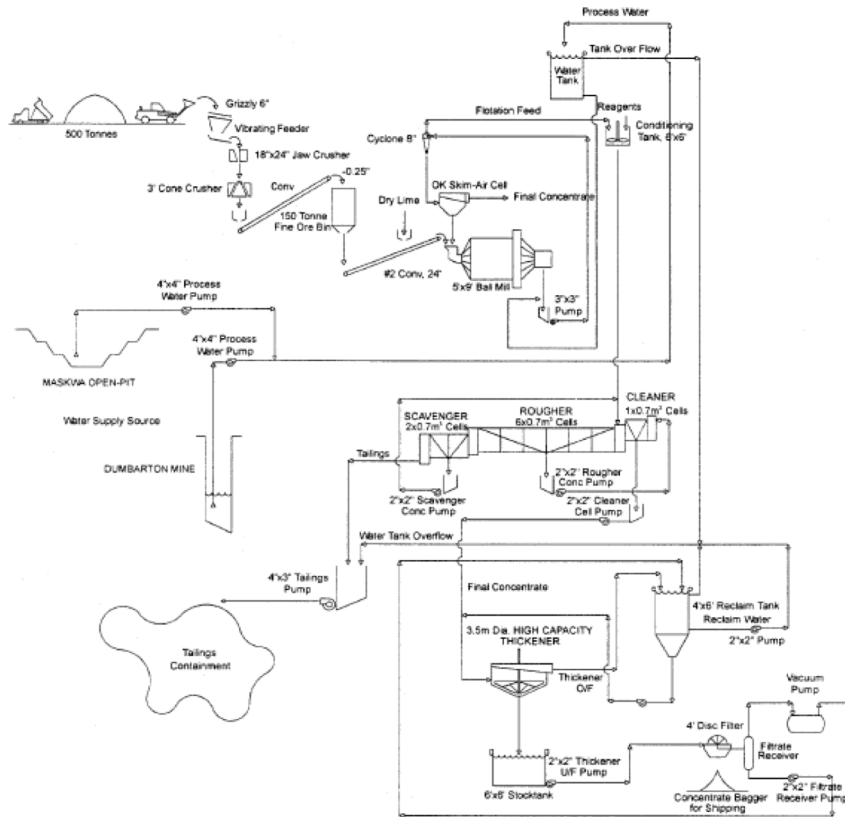 Process Water
Tank Over Flow
Water
Tank
Grizzly 6"
500 Tonnes
Vibrating Feeder
18"x24" Jaw Crusher
3' Cone Crusher
Conv
-0.25"
150 Tonne
Fine Ore Bin
Flotation Feed
Reagents
Conditioning
Tank, 6'x6'
Cyclone 8"
OK Skim-Air Cell
Final Concentrate
Dry Lime
#2 Conv, 24"
5'x9' Ball Mill
3"x3"
Pump
4"x4" Process
Water Pump
4"x4" Process
Water Pump
MASKWA OPEN-PIT
Water Supply Source
DUMBARTON MINE
SCAVENGER
2x0.7m³ Cells
ROUGHER
6x0.7m³ Cells
CLEANER
1x0.7m³ Cells
Tailings
2"x2" Scavenger
Conc Pump
2"x2" Rougher
Conc Pump
2"x2" Cleaner
Cell Pump
Water Tank Overflow
4"x3" Tailings
Pump
Final Concentrate
4'x6' Reclaim Tank
Reclaim Water
2"x2" Pump
3.5m Dia. HIGH CAPACITY
THICKENER
Thickener
O/F
Tailings
Containment
Vacuum
Pump
4' Disc Filter
Filtrate
Receiver
2"x2" Thickener
U/F Pump
6'x6' Stocktank
Concentrate Bagger
for Shipping
2"x2" Filtrate
Receiver Pump